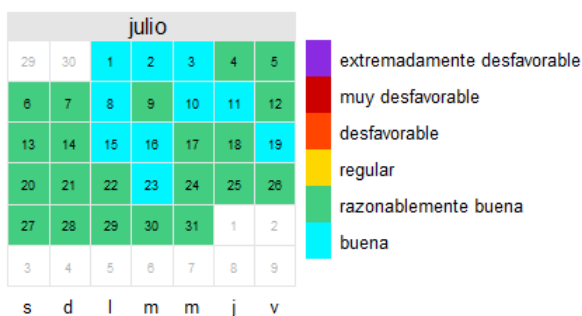 julio
29 30 1 2 3 4 5
6 7 8 9 10 11 12
13 14 15 16 17 18 19
20 21 22 23 24 25 26
27 28 29 30 31 1 2
3 4 5 6 7 8 9
s d l m m j v
extremadamente desfavorable
muy desfavorable
desfavorable
regular
razonablemente buena
buena